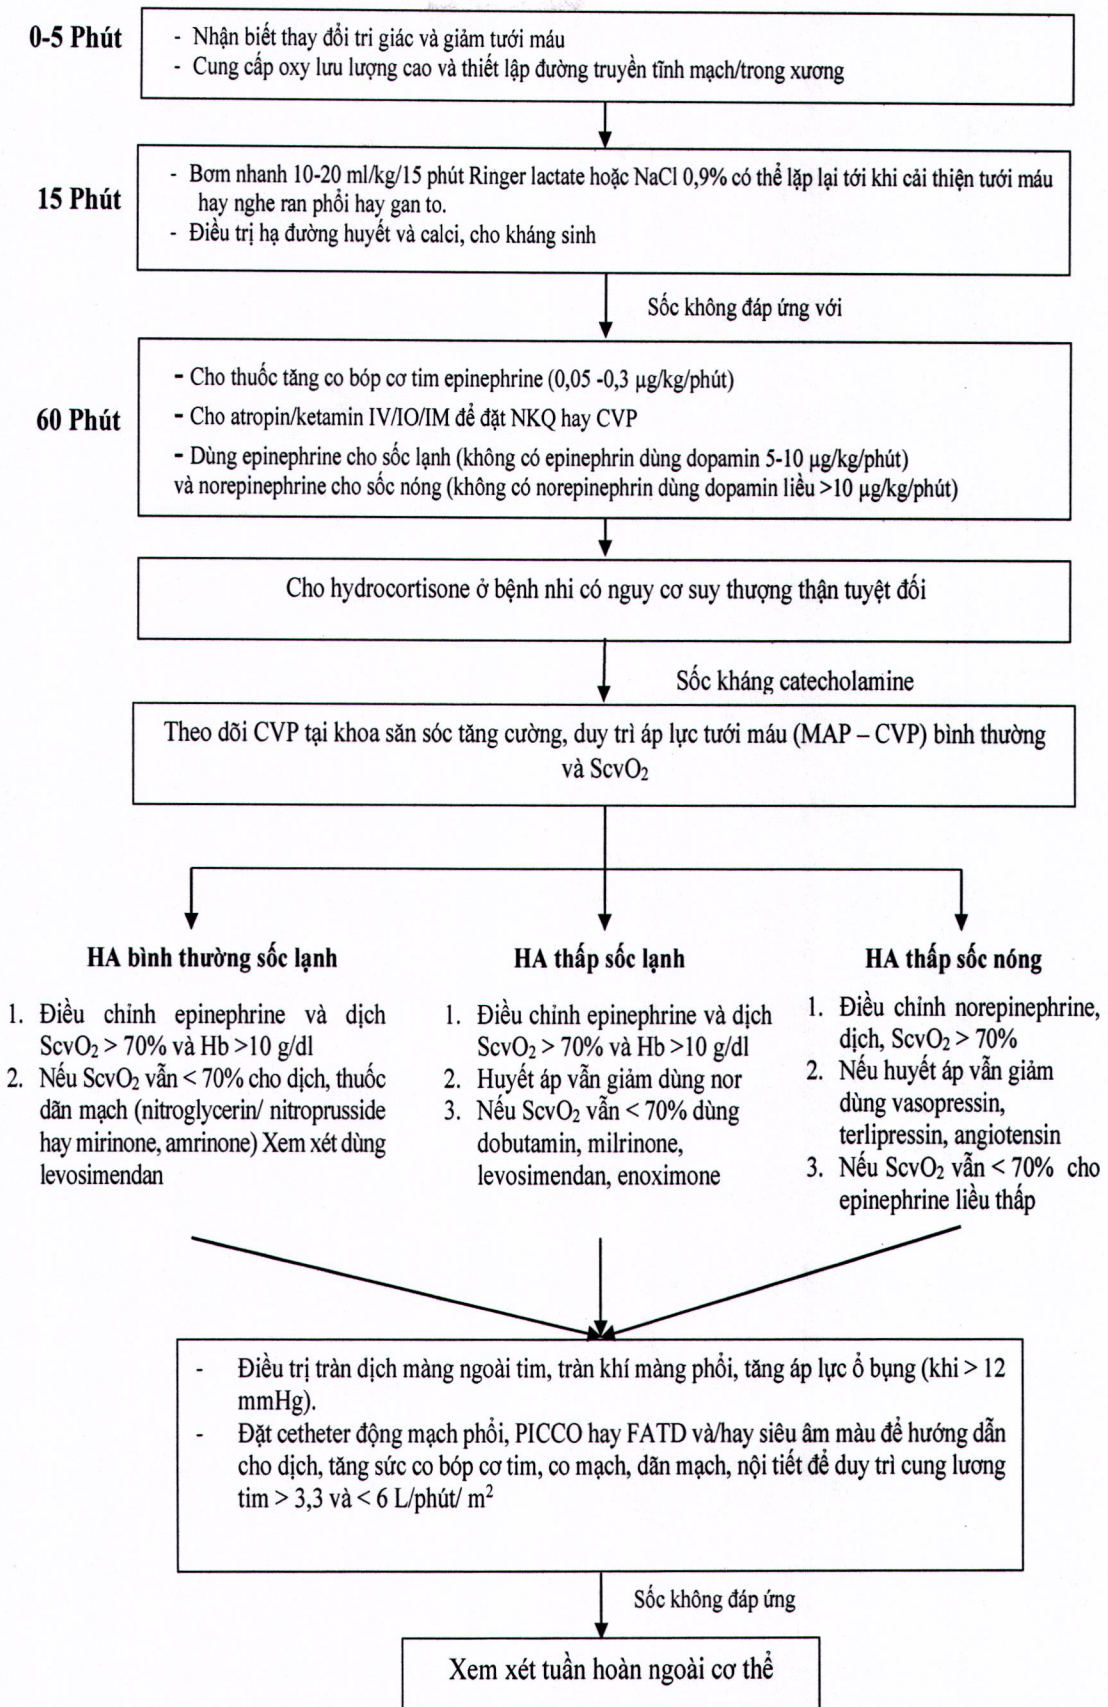 0-5 Phút
- Nhận biết thay đổi tri giác và giảm tưới máu
- Cung cấp oxy lưu lượng cao và thiết lập đường truyền tĩnh mạch/trong xương
15 Phút
- Bơm nhanh 10-20 ml/kg/15 phút Ringer lactate hoặc NaCl 0,9% có thể lặp lại tới khi cải thiện tưới máu
hay nghe ran phổi hay gan to.
- Điều trị hạ đường huyết và calci, cho kháng sinh
Sốc không đáp ứng với
60 Phút
- Cho thuốc tăng co bóp cơ tim epinephrine (0,05 -0,3 µg/kg/phút)
- Cho atropin/ketamin IV/IO/IM để đặt NKQ hay CVP
- Dùng epinephrine cho sốc lạnh (không có epinephrin dùng dopamin 5-10 µg/kg/phút)
và norepinephrine cho sốc nóng (không có norepinephrin dùng dopamin liều >10 µg/kg/phút)
Cho hydrocortisone ở bệnh nhi có nguy cơ suy thượng thận tuyệt đối
Sốc kháng catecholamine
Theo dõi CVP tại khoa săn sóc tăng cường, duy trì áp lực tưới máu (MAP – CVP) bình thường
và ScvO₂
HA bình thường sốc lạnh
1. Điều chỉnh epinephrine và dịch
ScvO₂ > 70% và Hb >10 g/dl
2. Nếu ScvO₂ vẫn < 70% cho dịch, thuốc
dãn mạch (nitroglycerin/ nitroprusside
hay mirinone, amrinone) Xem xét dùng
levosimendan
HA thấp sốc lạnh
1. Điều chỉnh epinephrine và dịch
ScvO₂ > 70% và Hb >10 g/dl
2. Huyết áp vẫn giảm dùng nor
3. Nếu ScvO₂ vẫn < 70% dùng
dobutamin, milrinone,
levosimendan, enoximone
HA thấp sốc nóng
1. Điều chỉnh norepinephrine,
dịch, ScvO₂ > 70%
2. Nếu huyết áp vẫn giảm
dùng vasopressin,
terlipressin, angiotensin
3. Nếu ScvO₂ vẫn < 70% cho
epinephrine liều thấp
- Điều trị tràn dịch màng ngoài tim, tràn khí màng phổi, tăng áp lực ổ bụng (khi > 12
mmHg).
- Đặt cetheter động mạch phổi, PICCO hay FATD và/hay siêu âm màu để hướng dẫn
cho dịch, tăng sức co bóp cơ tim, co mạch, dãn mạch, nội tiết để duy trì cung lương
tim > 3,3 và < 6 L/phút/ m²
Sốc không đáp ứng
Xem xét tuần hoàn ngoài cơ thể